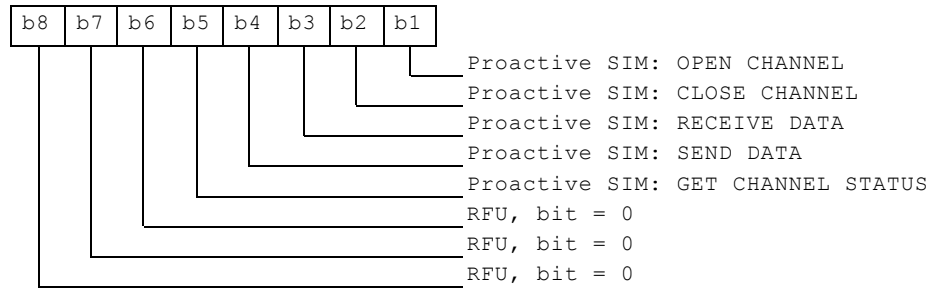 b8 b7 b6 b5 b4 b3 b2 b1
Proactive SIM: OPEN CHANNEL
Proactive SIM: CLOSE CHANNEL
Proactive SIM: RECEIVE DATA
Proactive SIM: SEND DATA
Proactive SIM: GET CHANNEL STATUS
RFU, bit = 0
RFU, bit = 0
RFU, bit = 0